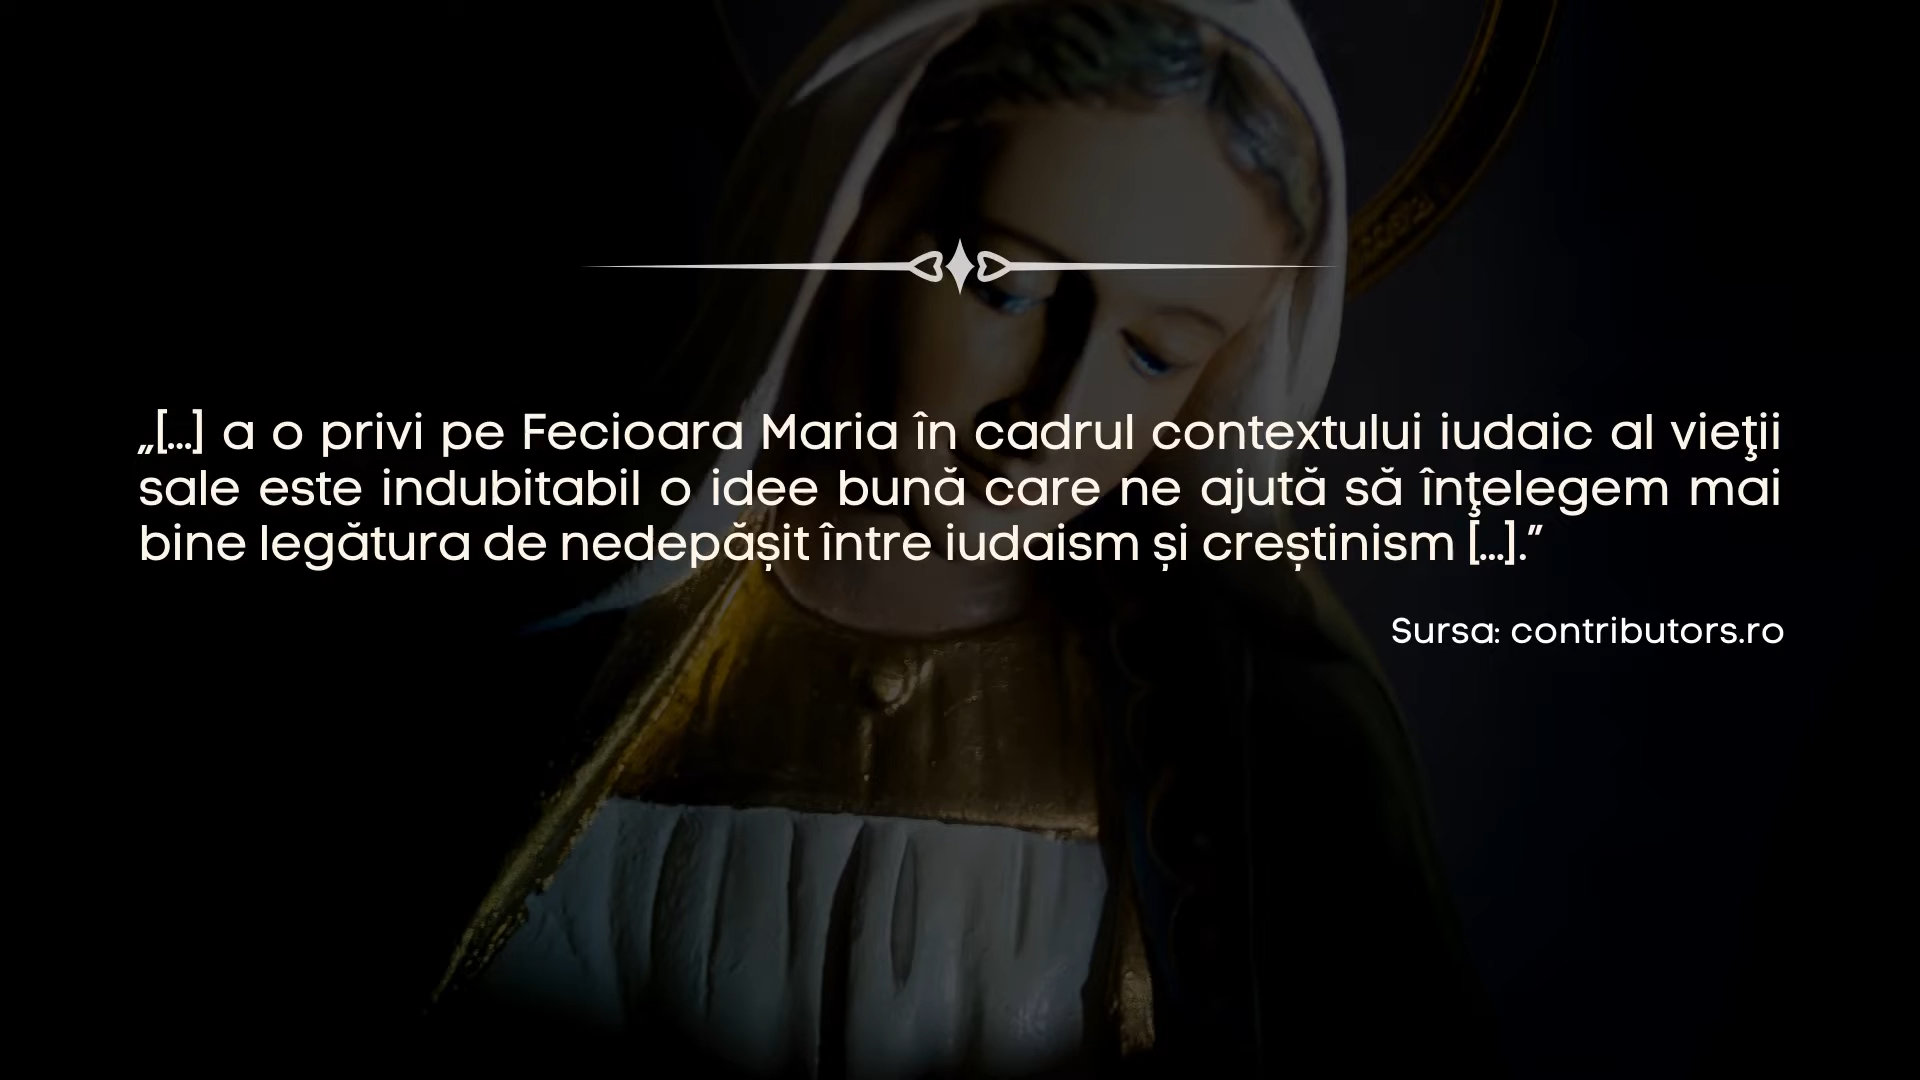 „[...] a o privi pe Fecioara Maria în cadrul contextului iudaic al vieţii
sale este indubitabil o idee bună care ne ajută să înţelegem mai
bine legătura de nedepășit între iudaism și creștinism [...].”
Sursa: contributors.ro